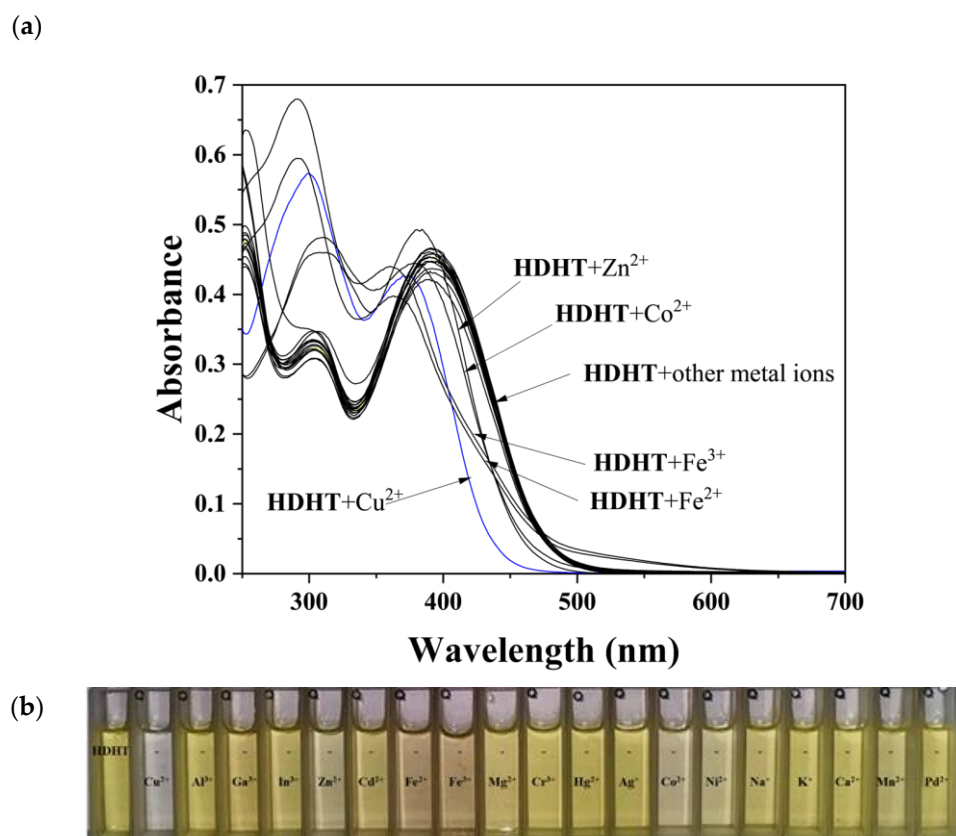 (a)
0.7
0.6
0.5
0.4
0.3
0.2
0.1
0.0
Absorbance
HDHT+Zn²⁺
HDHT+Co²⁺
HDHT+other metal ions
HDHT+Fe³⁺
HDHT+Fe²⁺
HDHT+Cu²⁺
300 400 500 600 700
Wavelength (nm)
(b)
HDHT - - - - - - - - - - - - - - - - - -
Cu²⁺ Al³⁺ Ga³⁺ In³⁺ Zn²⁺ Cd²⁺ Fe²⁺ Fe³⁺ Mg²⁺ Cr³⁺ Hg²⁺ Ag⁺ Co²⁺ Ni²⁺ Na⁺ K⁺ Ca²⁺ Mn²⁺ Pd²⁺